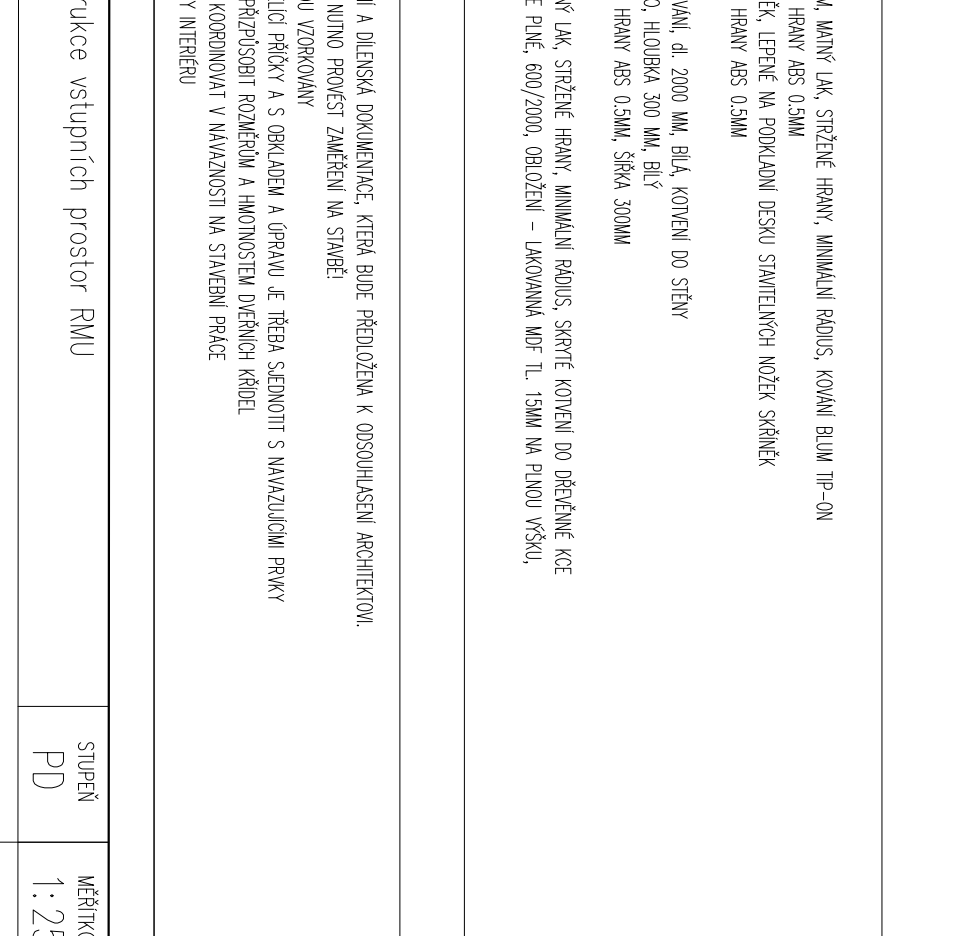 M, MATNÝ LAK, STRŽENÉ HRANY, MINIMÁLNÍ RÁDIUS, KOVÁNÍ BLUM TIP-ON
HRANY ABS 0.5MM
ĚK, LEPENÉ NA PODKLADNÍ DESKU STAVITELNÝCH NOŽEK SKŘÍNĚK
HRANY ABS 0.5MM
VÁNÍ, dl. 2000 MM, BÍLÁ, KOTVENÍ DO STĚNY
O, HLOUBKA 300 MM, BÍLÝ
HRANY ABS 0.5MM, ŠÍŘKA 300MM
NÝ LAK, STRŽENÉ HRANY, MINIMÁLNÍ RÁDIUS, SKRYTÉ KOTVENÍ DO DŘEVĚNNÉ KCE
E PLNÉ, 600/2000, OBLOŽENÍ - LAKOVANNÁ MDF TL. 15MM NA PLNOU VÝŠKU,
Í A DÍLENSKÁ DOKUMENTACE, KTERÁ BUDE PŘEDLOŽENA K ODSOUHLASENÍ ARCHITEKTOVI.
NUTNO PROVÉST ZAMĚŘENÍ NA STAVBĚ!
OU VZORKOVÁNY
ĚLÍCÍ PŘÍČKY A S OBKLADEM A ÚPRAVU JE TŘEBA SJEDNOTIT S NAVAZUJÍCÍMI PRVKY
PŘIZPŮSOBIT ROZMĚRŮM A HMOTNOSTEM DVEŘNÍCH KŘÍDEL
KOORDINOVAT V NÁVAZNOSTI NA STAVEBNÍ PRÁCE
Y INTERIÉRU
rukce vstupních prostor RMU
STUPEŇ
PD
MĚŘÍTKO
1:25